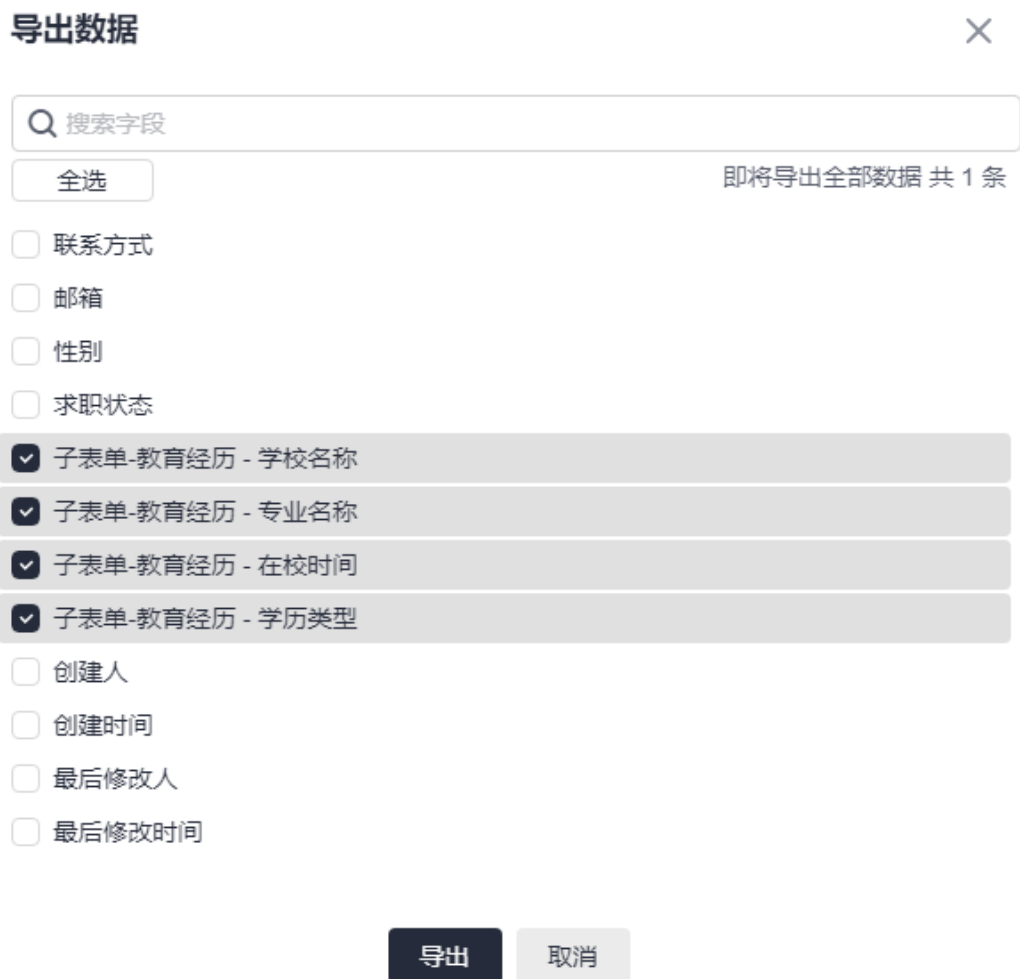 导出数据
搜索字段
全选
即将导出全部数据 共 1 条
联系方式
邮箱
性别
求职状态
子表单-教育经历 - 学校名称
子表单-教育经历 - 专业名称
子表单-教育经历 - 在校时间
子表单-教育经历 - 学历类型
创建人
创建时间
最后修改人
最后修改时间
导出
取消